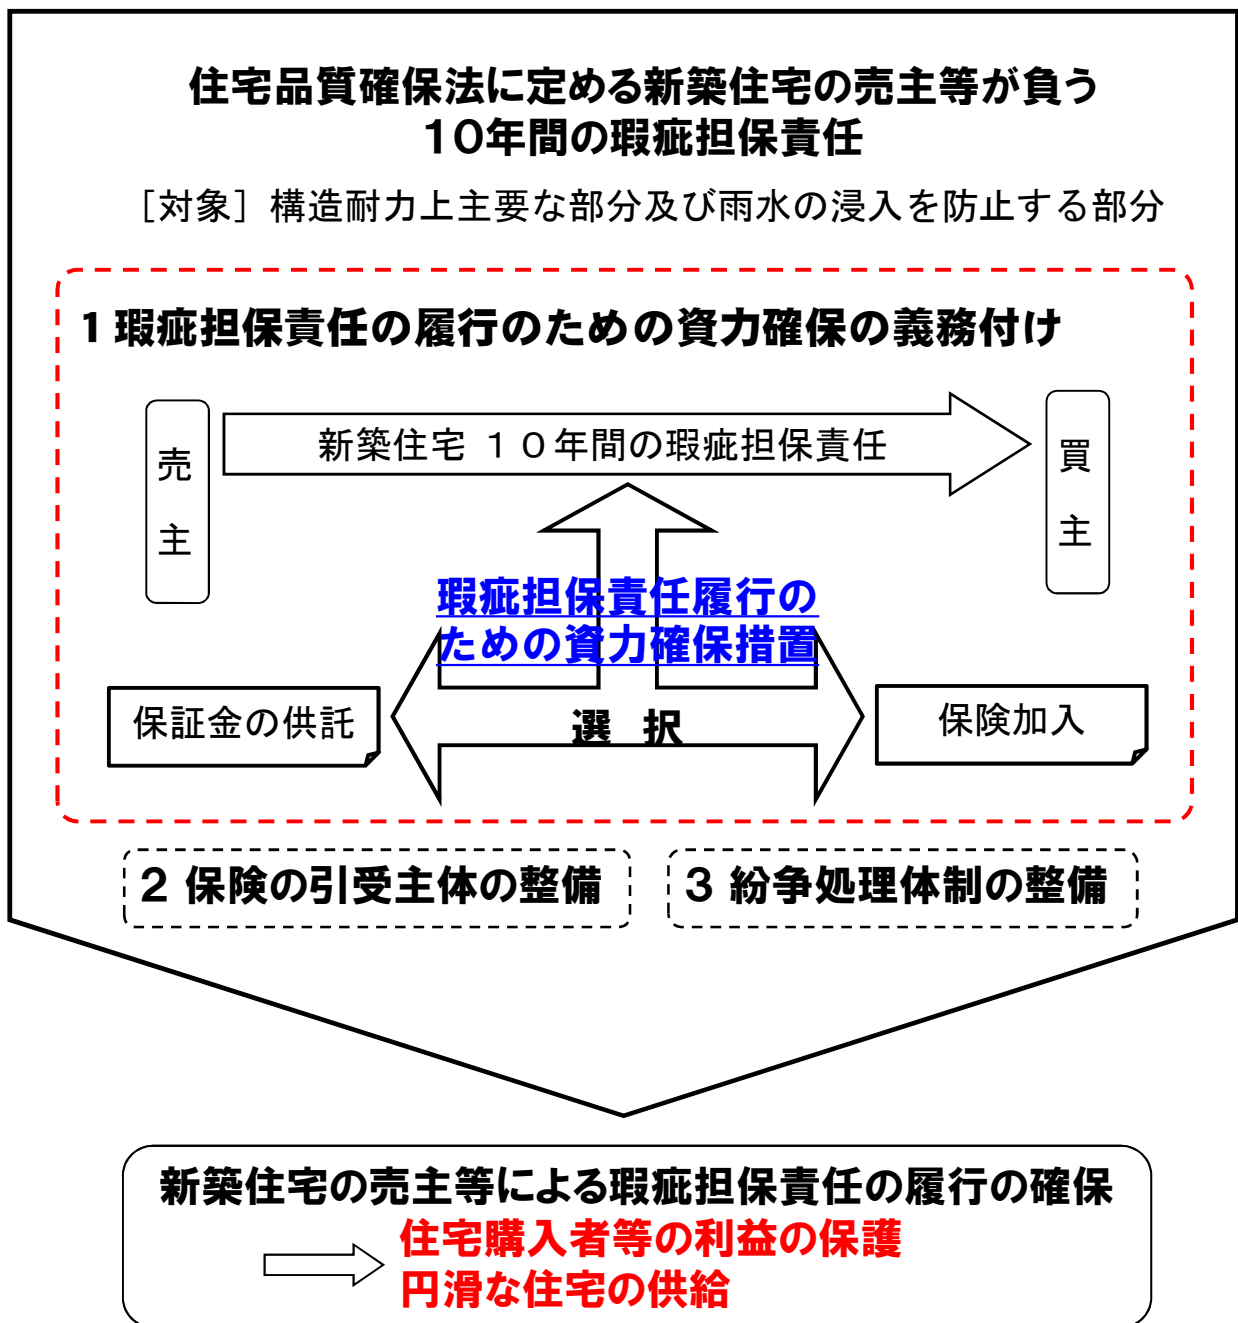 住宅品質確保法に定める新築住宅の売主等が負う
10年間の瑕疵担保責任
［対象］構造耐力上主要な部分及び雨水の浸入を防止する部分
1 瑕疵担保責任の履行のための資力確保の義務付け
売主
新築住宅 １０年間の瑕疵担保責任
買主
瑕疵担保責任履行の
ための資力確保措置
保証金の供託
選 択
保険加入
2 保険の引受主体の整備
3 紛争処理体制の整備
新築住宅の売主等による瑕疵担保責任の履行の確保
住宅購入者等の利益の保護
円滑な住宅の供給